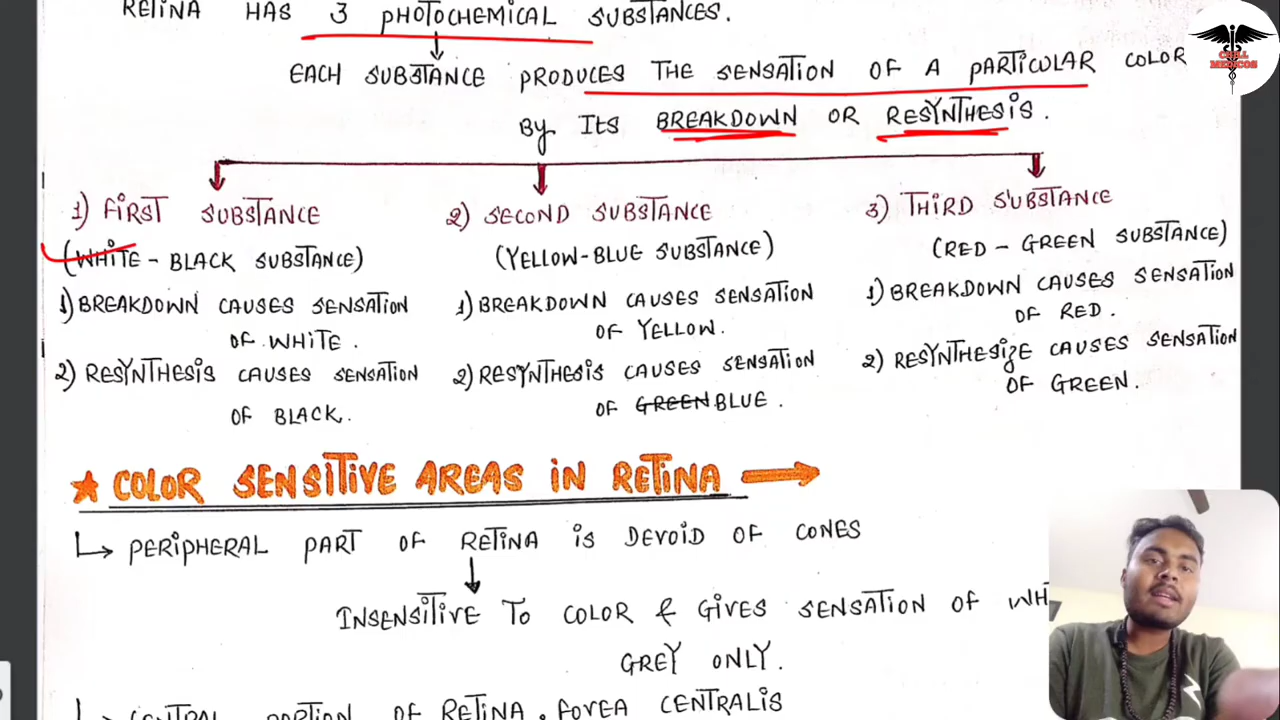 RETINA HAS 3 PHOTOCHEMICAL SUBSTANCES.
EACH SUBSTANCE PRODUCES THE SENSATION OF A PARTICULAR COLOR
BY ITS BREAKDOWN OR RESYNTHESIS.
1) FIRST SUBSTANCE
(WHITE - BLACK SUBSTANCE)
1) BREAKDOWN CAUSES SENSATION
OF WHITE.
2) RESYNTHESIS CAUSES SENSATION
OF BLACK.
2) SECOND SUBSTANCE
(YELLOW-BLUE SUBSTANCE)
1) BREAKDOWN CAUSES SENSATION
OF YELLOW.
2) RESYNTHESIS CAUSES SENSATION
OF GREEN BLUE.
3) THIRD SUBSTANCE
(RED - GREEN SUBSTANCE)
1) BREAKDOWN CAUSES SENSATION
OF RED.
2) RESYNTHESIZE CAUSES SENSATION
OF GREEN.
★ COLOR SENSITIVE AREAS IN RETINA
PERIPHERAL PART OF RETINA IS DEVOID OF CONES
INSENSITIVE TO COLOR & GIVES SENSATION OF WH
GREY ONLY.
CENTRAL PORTION OF RETINA, FOVEA CENTRALIS
CHILL
MEDICOS